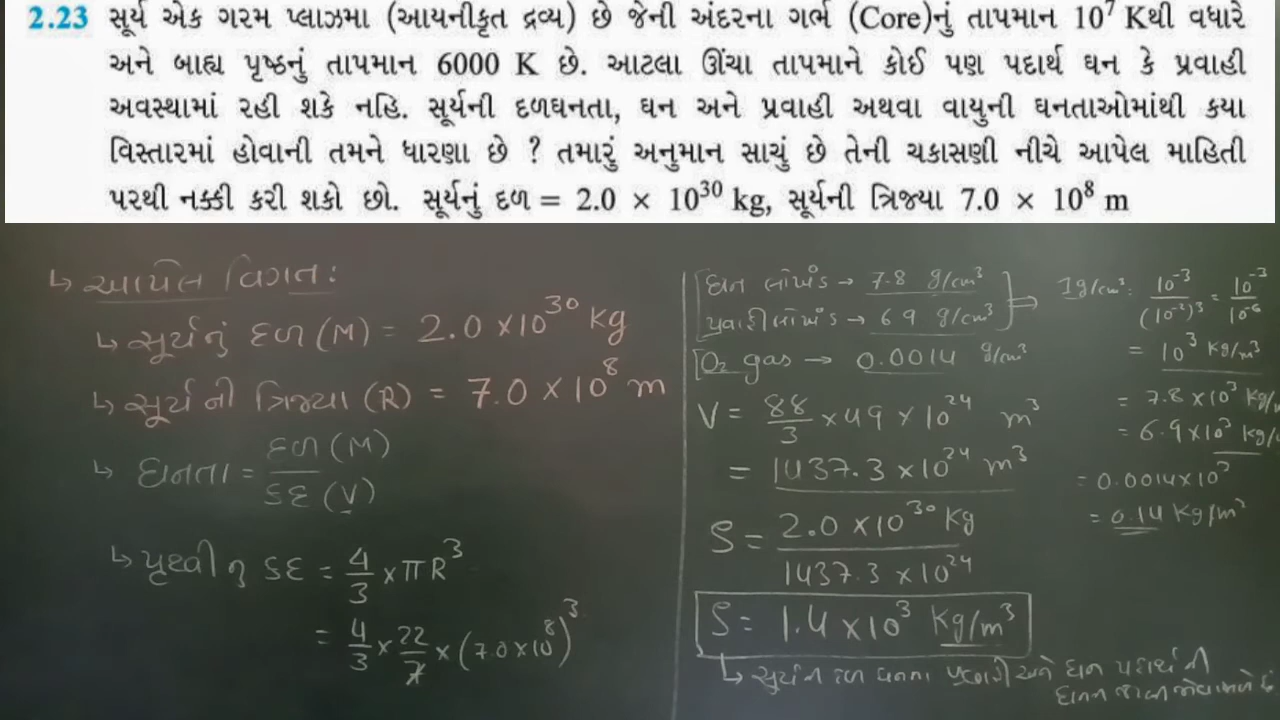 2.23 સૂર્ય એક ગરમ પ્લાઝમા (આયનીકૃત દ્રવ્ય) છે જેની અંદરના ગર્ભ (Core)નું તાપમાન 10⁷ Kથી વધારે
અને બાહ્ય પૃષ્ઠનું તાપમાન 6000 K છે. આટલા ઊંચા તાપમાને કોઈ પણ પદાર્થ ઘન કે પ્રવાહી
અવસ્થામાં રહી શકે નહિ. સૂર્યની દળઘનતા, ઘન અને પ્રવાહી અથવા વાયુની ઘનતાઓમાંથી કયા
વિસ્તારમાં હોવાની તમને ધારણા છે ? તમારું અનુમાન સાચું છે તેની ચકાસણી નીચે આપેલ માહિતી
પરથી નક્કી કરી શકો છો. સૂર્યનું દળ = 2.0 × 10³⁰ kg, સૂર્યની ત્રિજ્યા 7.0 × 10⁸ m
↳ આપેલ વિગત:
↳ સૂર્યનું દળ (M) = 2.0 × 10³⁰ kg
↳ સૂર્ય ની ત્રિજ્યા (R) = 7.0 × 10⁸ m
↳ ઘનતા = દળ (M) / કદ (V)
↳ પૃથ્વી નુ કદ = 4/3 × π R³
= 4/3 × 22/7 × (7.0 × 10⁸)³
ઘન લોખંડ → 7.8 g/cm³
પ્રવાહી લોખંડ → 6.9 g/cm³
O₂ gas → 0.0014 g/cm³
V = 88/3 × 49 × 10²⁴ m³
= 1437.3 × 10²⁴ m³
S = 2.0 × 10³⁰ Kg / 1437.3 × 10²⁴
S = 1.4 × 10³ Kg/m³
↳ સૂર્યની દળ ઘનતા પ્રવાહી અને ઘન પદાર્થ ની
⇒ 1 g/cm³ : 10⁻³ / (10⁻²)³ = 10⁻³ / 10⁻⁶
= 10³ Kg/m³
= 7.8 × 10³ Kg/
= 6.9 × 10³ Kg/
= 0.0014 × 10³
= 0.14 Kg/m³